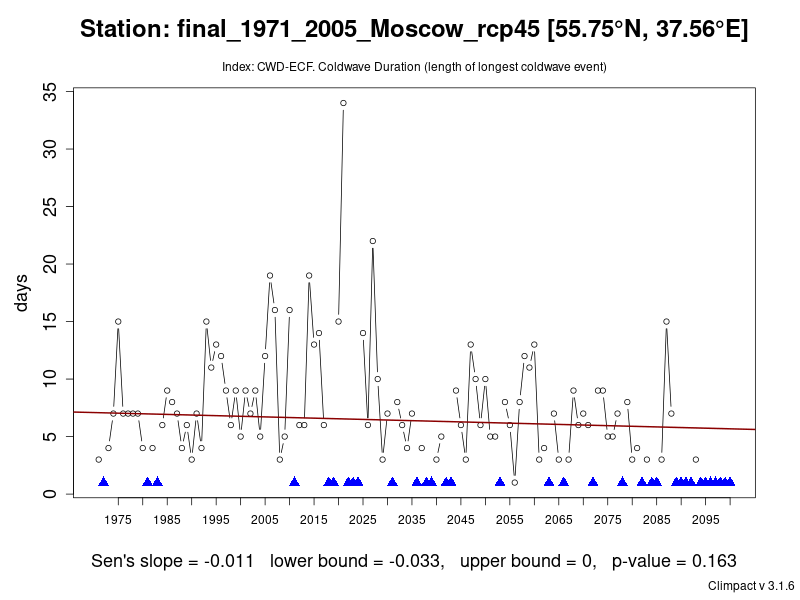 Station: final_1971_2005_Moscow_rcp45 [55.75°N, 37.56°E]
Index: CWD-ECF. Coldwave Duration (length of longest coldwave event)
35
30
25
20
15
10
5
0
days
1975 1985 1995 2005 2015 2025 2035 2045 2055 2065 2075 2085 2095
Sen's slope = -0.011 lower bound = -0.033, upper bound = 0, p-value = 0.163
Climpact v 3.1.6